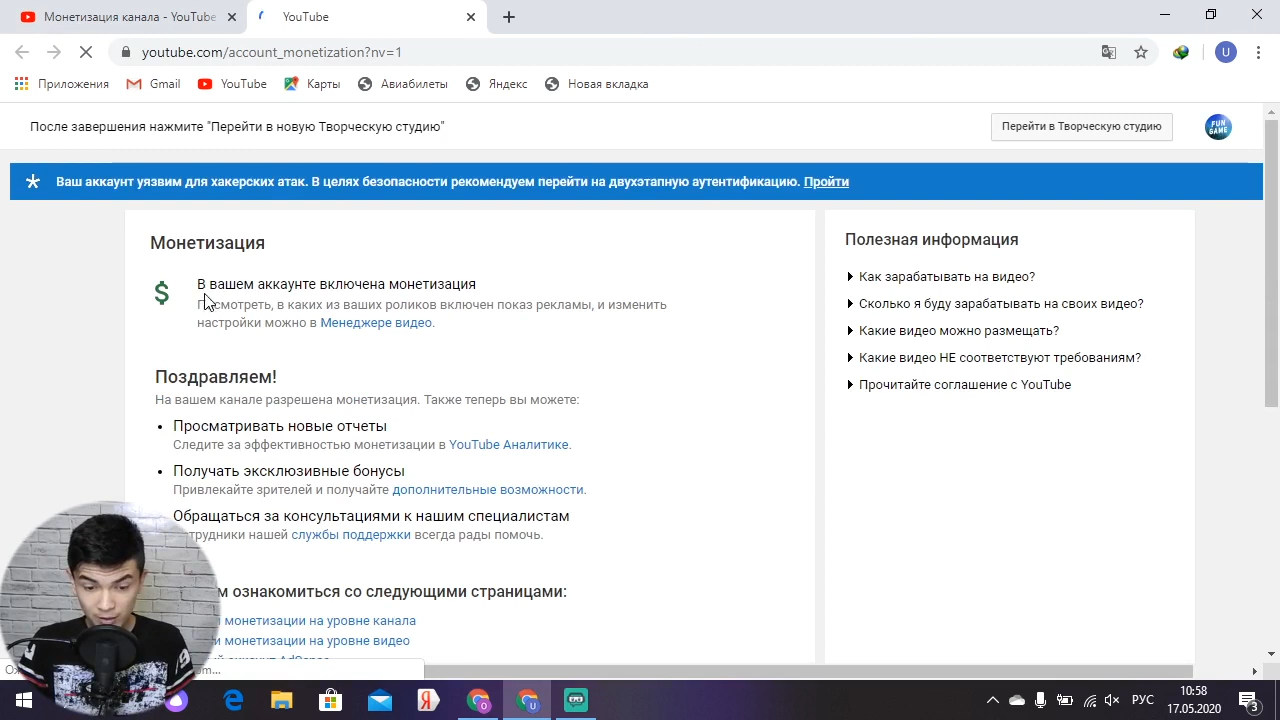 Монетизация канала - YouTube
YouTube
youtube.com/account_monetization?nv=1
U
Приложения
Gmail
YouTube
Карты
Авиабилеты
Яндекс
Новая вкладка
После завершения нажмите "Перейти в новую Творческую студию"
Перейти в Творческую студию
FUN
GAME
Ваш аккаунт уязвим для хакерских атак. В целях безопасности рекомендуем перейти на двухэтапную аутентификацию. Пройти
Монетизация
В вашем аккаунте включена монетизация
Посмотреть, в каких из ваших роликов включен показ рекламы, и изменить
настройки можно в Менеджере видео.
Поздравляем!
На вашем канале разрешена монетизация. Также теперь вы можете:
Просматривать новые отчеты
Следите за эффективностью монетизации в YouTube Аналитике.
Получать эксклюзивные бонусы
Привлекайте зрителей и получайте дополнительные возможности.
Обращаться за консультациями к нашим специалистам
службы поддержки всегда рады помочь.
нашей
ознакомиться со следующими страницами:
монетизации на уровне канала
монетизации на уровне видео
Полезная информация
Как зарабатывать на видео?
Сколько я буду зарабатывать на своих видео?
Какие видео можно размещать?
Какие видео НЕ соответствуют требованиям?
Прочитайте соглашение с YouTube
РУС
10:58
17.05.2020
3